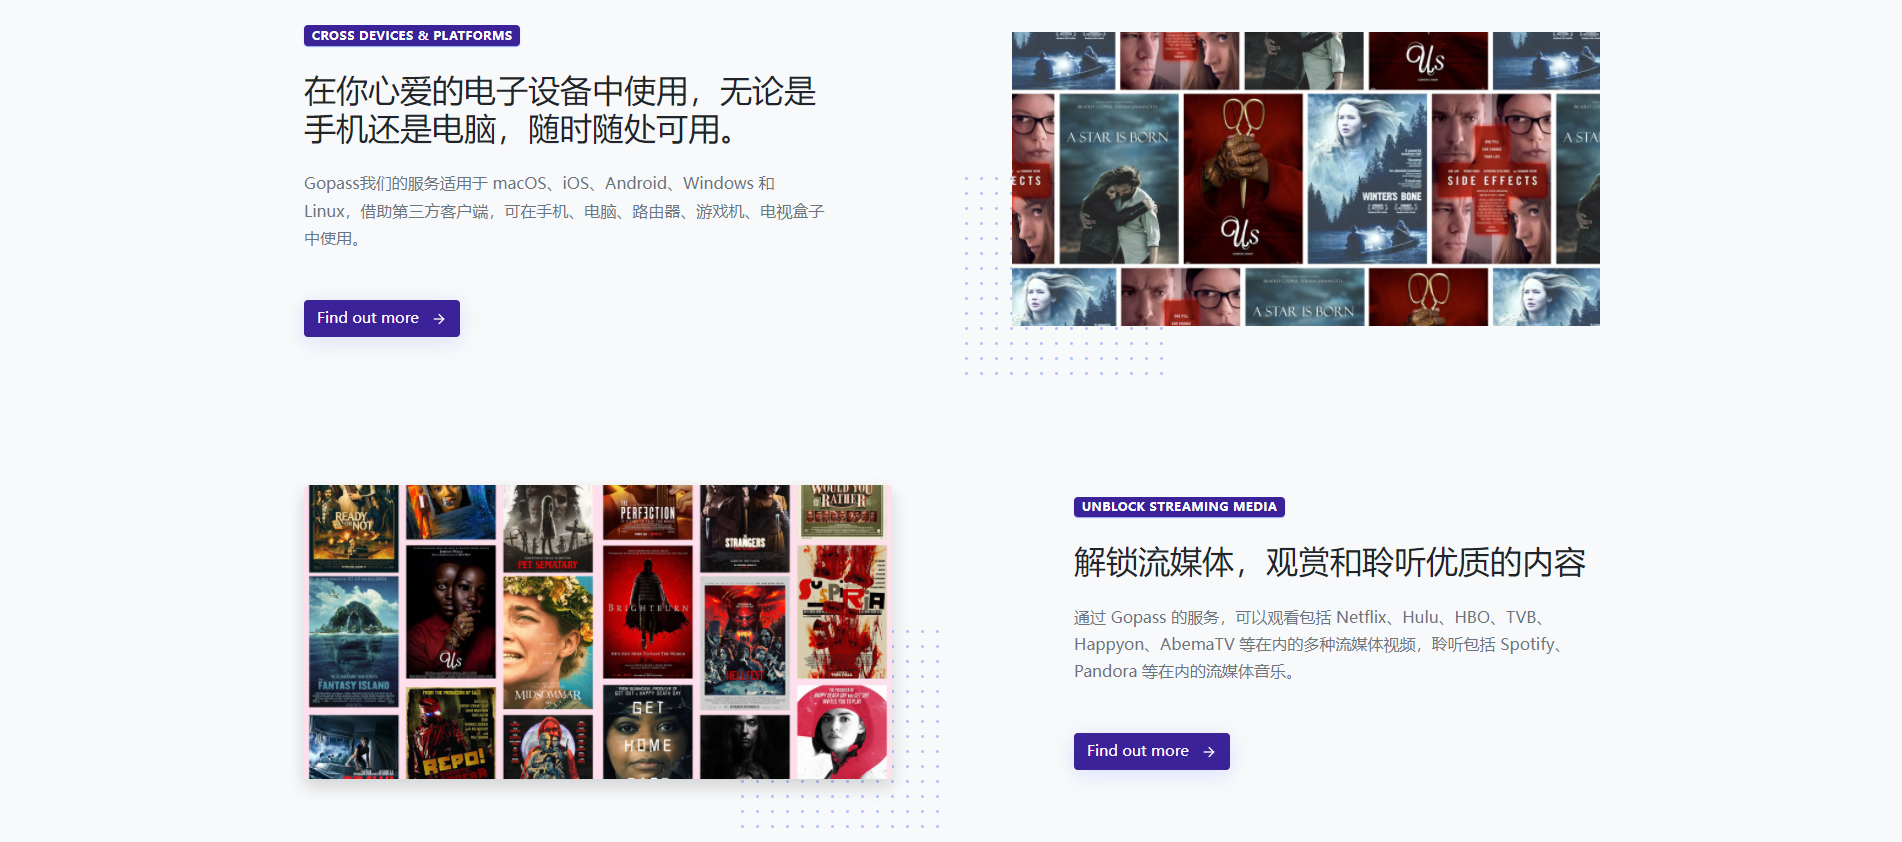 CROSS DEVICES & PLATFORMS
在你心爱的电子设备中使用，无论是
手机还是电脑，随时随处可用。
Gopass我们的服务适用于 macOS、iOS、Android、Windows 和
Linux，借助第三方客户端，可在手机、电脑、路由器、游戏机、电视盒子
中使用。
Find out more
Us
A STAR IS BORN
Us
WINTER'S BONE
SIDE EFFECTS
A STA
ECTS
A STAR IS BORN
READY OR NOT
THE
PERFECTION
THE
STRANGERS
WOULD YOU
RATHER
PET SEMATARY
FANTASY ISLAND
Us
MIDSOMMAR
BRIGHTBURN
HELLFEST
SUSPIRIA
REPO!
GET
HOME
UNBLOCK STREAMING MEDIA
解锁流媒体，观赏和聆听优质的内容
通过 Gopass 的服务，可以观看包括 Netflix、Hulu、HBO、TVB、
Happyon、AbemaTV 等在内的多种流媒体视频，聆听包括 Spotify、
Pandora 等在内的流媒体音乐。
Find out more